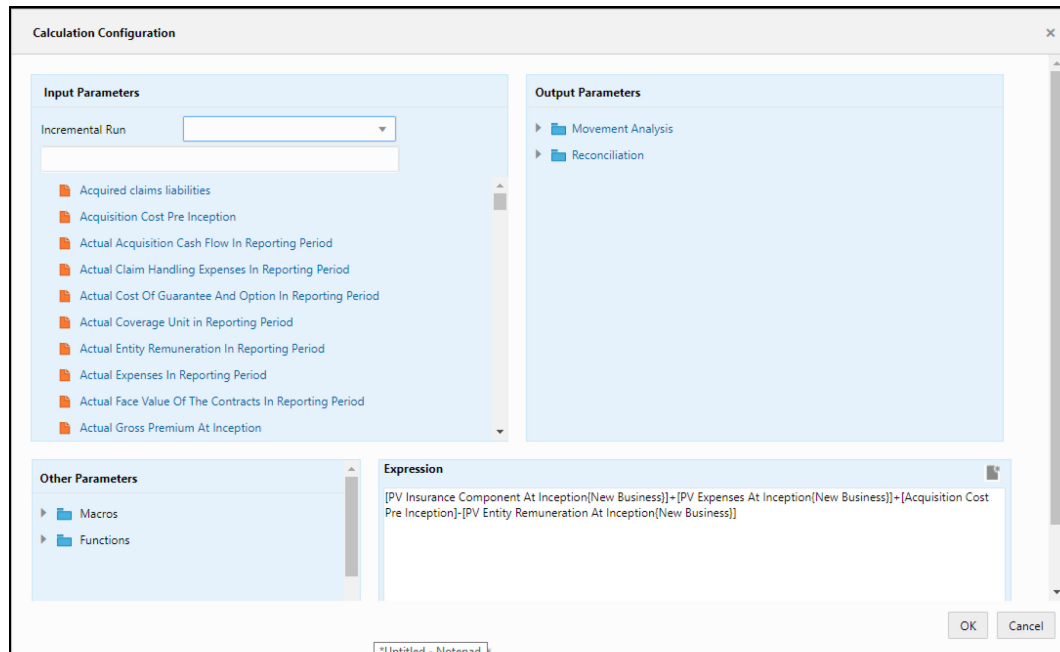 Calculation Configuration
Input Parameters
Incremental Run
Acquired claims liabilities
Acquisition Cost Pre Inception
Actual Acquisition Cash Flow In Reporting Period
Actual Claim Handling Expenses In Reporting Period
Actual Cost Of Guarantee And Option In Reporting Period
Actual Coverage Unit in Reporting Period
Actual Entity Remuneration In Reporting Period
Actual Expenses In Reporting Period
Actual Face Value Of The Contracts In Reporting Period
Actual Gross Premium At Inception
Output Parameters
Movement Analysis
Reconciliation
Other Parameters
Macros
Functions
Expression
[PV Insurance Component At Inception{New Business}]+[PV Expenses At Inception{New Business}]+[Acquisition Cost
Pre Inception]-[PV Entity Remuneration At Inception{New Business}]
OK
Cancel
*Untitled - Notepad